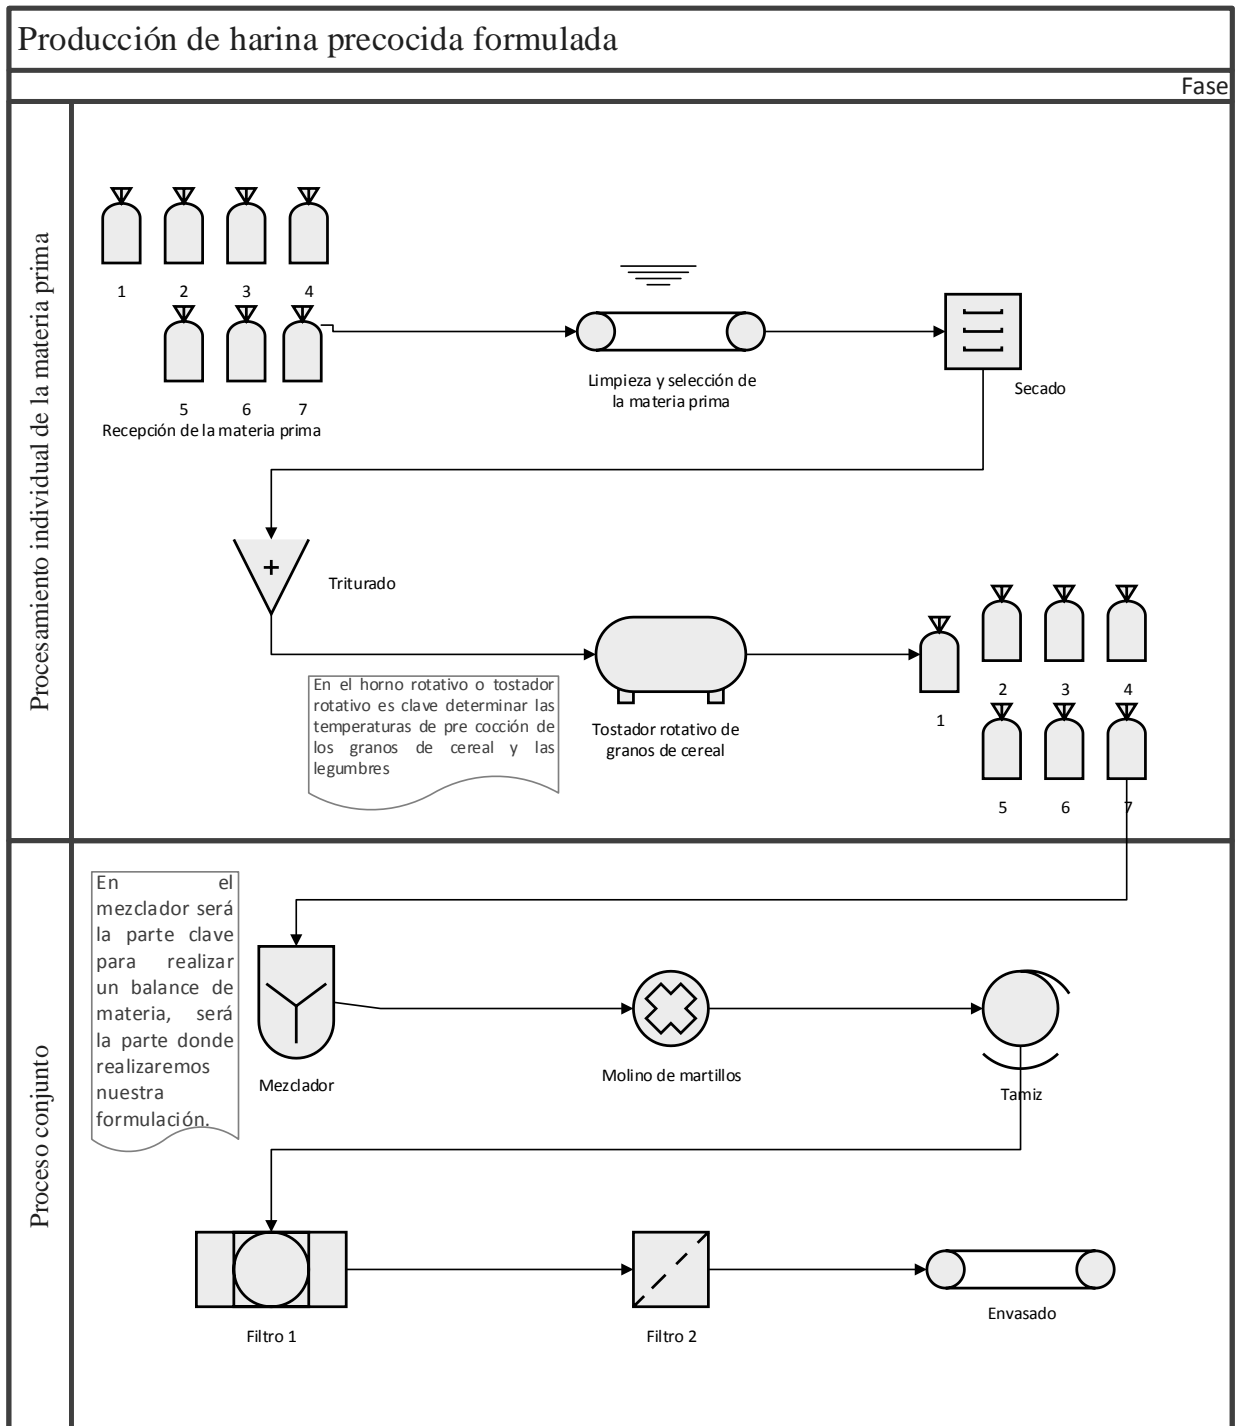 Producción de harina precocida formulada
Fase
Procesamiento individual de la materia prima
1 2 3 4
5 6 7
Recepción de la materia prima
Limpieza y selección de
la materia prima
Secado
Triturado
En el horno rotativo o tostador
rotativo es clave determinar las
temperaturas de pre cocción de
los granos de cereal y las
legumbres
Tostador rotativo de
granos de cereal
1
2 3 4
5 6 7
Proceso conjunto
En el
mezclador será
la parte clave
para realizar
un balance de
materia, será
la parte donde
realizaremos
nuestra
formulación.
Mezclador
Molino de martillos
Tamiz
Filtro 1
Filtro 2
Envasado